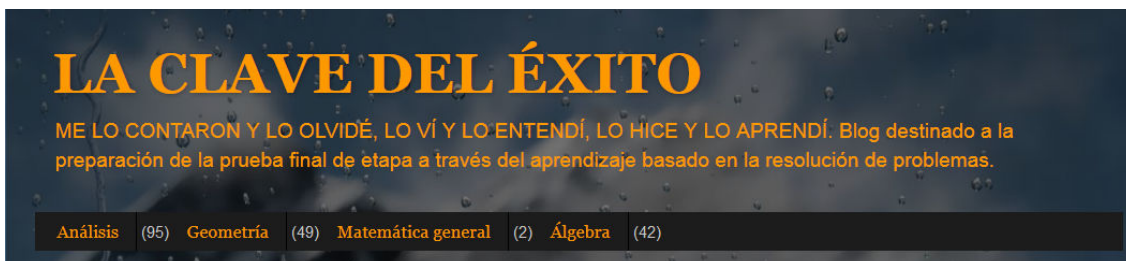 LA CLAVE DEL ÉXITO
ME LO CONTARON Y LO OLVIDÉ, LO VÍ Y LO ENTENDÍ, LO HICE Y LO APRENDÍ. Blog destinado a la
preparación de la prueba final de etapa a través del aprendizaje basado en la resolución de problemas.
Análisis (95) Geometría (49) Matemática general (2) Álgebra (42)